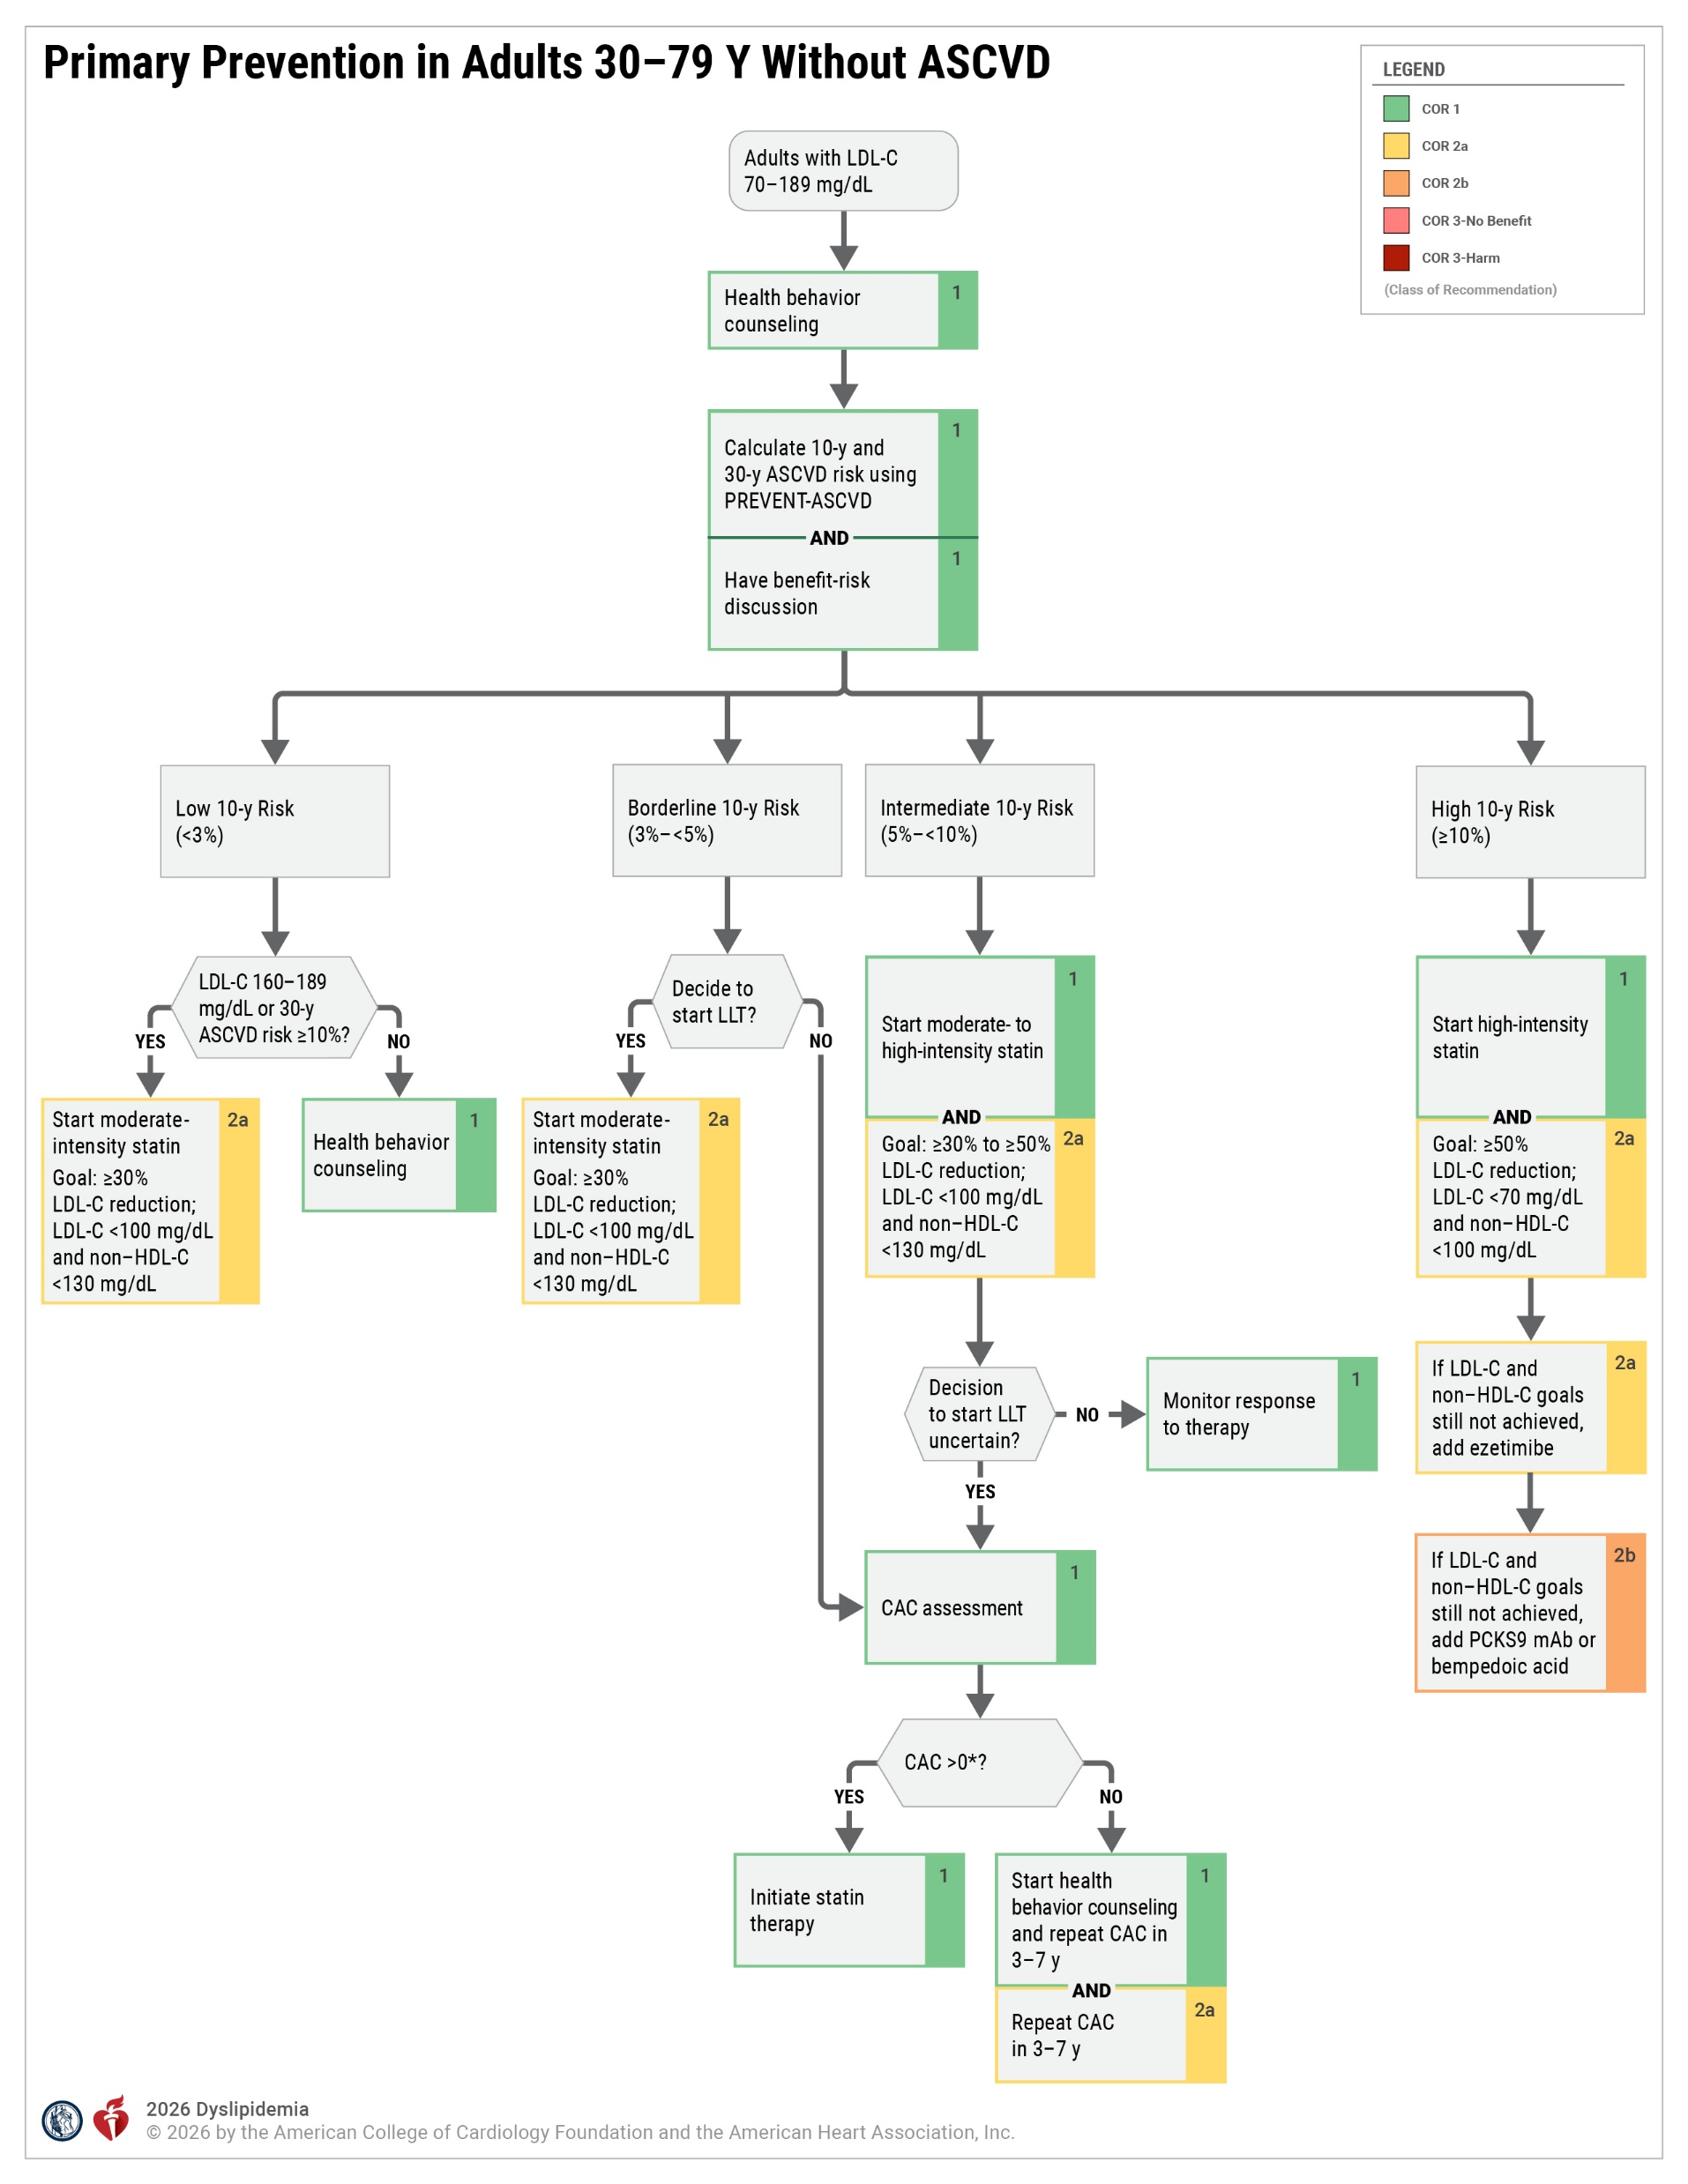 Primary Prevention in Adults 30–79 Y Without ASCVD
LEGEND
COR 1
COR 2a
COR 2b
COR 3-No Benefit
COR 3-Harm
(Class of Recommendation)
Adults with LDL-C
70–189 mg/dL
Health behavior
counseling
1
Calculate 10-y and
30-y ASCVD risk using
PREVENT-ASCVD
1
AND
Have benefit-risk
discussion
1
Low 10-y Risk
(<3%)
Borderline 10-y Risk
(3%–<5%)
Intermediate 10-y Risk
(5%–<10%)
High 10-y Risk
(≥10%)
LDL-C 160–189
mg/dL or 30-y
ASCVD risk ≥10%?
YES
NO
Start moderate-
intensity statin
Goal: ≥30%
LDL-C reduction;
LDL-C <100 mg/dL
and non–HDL-C
<130 mg/dL
2a
Health behavior
counseling
1
Decide to
start LLT?
YES
NO
Start moderate-
intensity statin
Goal: ≥30%
LDL-C reduction;
LDL-C <100 mg/dL
and non–HDL-C
<130 mg/dL
2a
Start moderate- to
high-intensity statin
1
AND
Goal: ≥30% to ≥50%
LDL-C reduction;
LDL-C <100 mg/dL
and non–HDL-C
<130 mg/dL
2a
Decision
to start LLT
uncertain?
NO
Monitor response
to therapy
1
YES
CAC assessment
1
CAC >0*?
YES
NO
Initiate statin
therapy
1
Start health
behavior counseling
and repeat CAC in
3–7 y
1
AND
Repeat CAC
in 3–7 y
2a
Start high-intensity
statin
1
AND
Goal: ≥50%
LDL-C reduction;
LDL-C <70 mg/dL
and non–HDL-C
<100 mg/dL
2a
If LDL-C and
non–HDL-C goals
still not achieved,
add ezetimibe
2a
If LDL-C and
non–HDL-C goals
still not achieved,
add PCKS9 mAb or
bempedoic acid
2b
2026 Dyslipidemia
© 2026 by the American College of Cardiology Foundation and the American Heart Association, Inc.